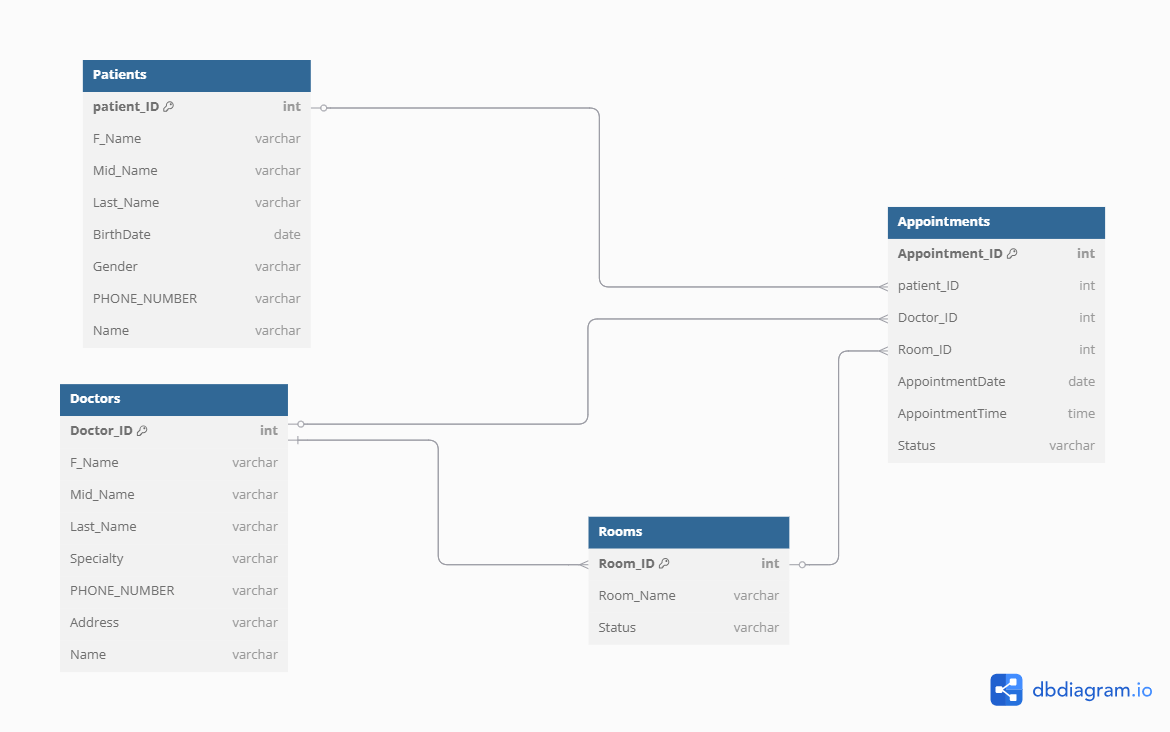 Patients
patient_ID int
F_Name varchar
Mid_Name varchar
Last_Name varchar
BirthDate date
Gender varchar
PHONE_NUMBER varchar
Name varchar
Doctors
Doctor_ID int
F_Name varchar
Mid_Name varchar
Last_Name varchar
Specialty varchar
PHONE_NUMBER varchar
Address varchar
Name varchar
Appointments
Appointment_ID int
patient_ID int
Doctor_ID int
Room_ID int
AppointmentDate date
AppointmentTime time
Status varchar
Rooms
Room_ID int
Room_Name varchar
Status varchar
dbdiagram.io